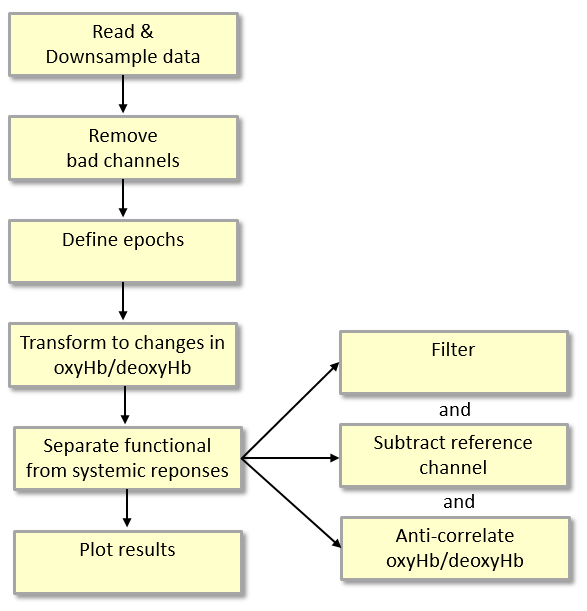 Read &
Downsample data
Remove
bad channels
Define epochs
Transform to changes in
oxyHb/deoxyHb
Separate functional
from systemic reponses
Plot results
Filter
and
Subtract reference
channel
and
Anti-correlate
oxyHb/deoxyHb